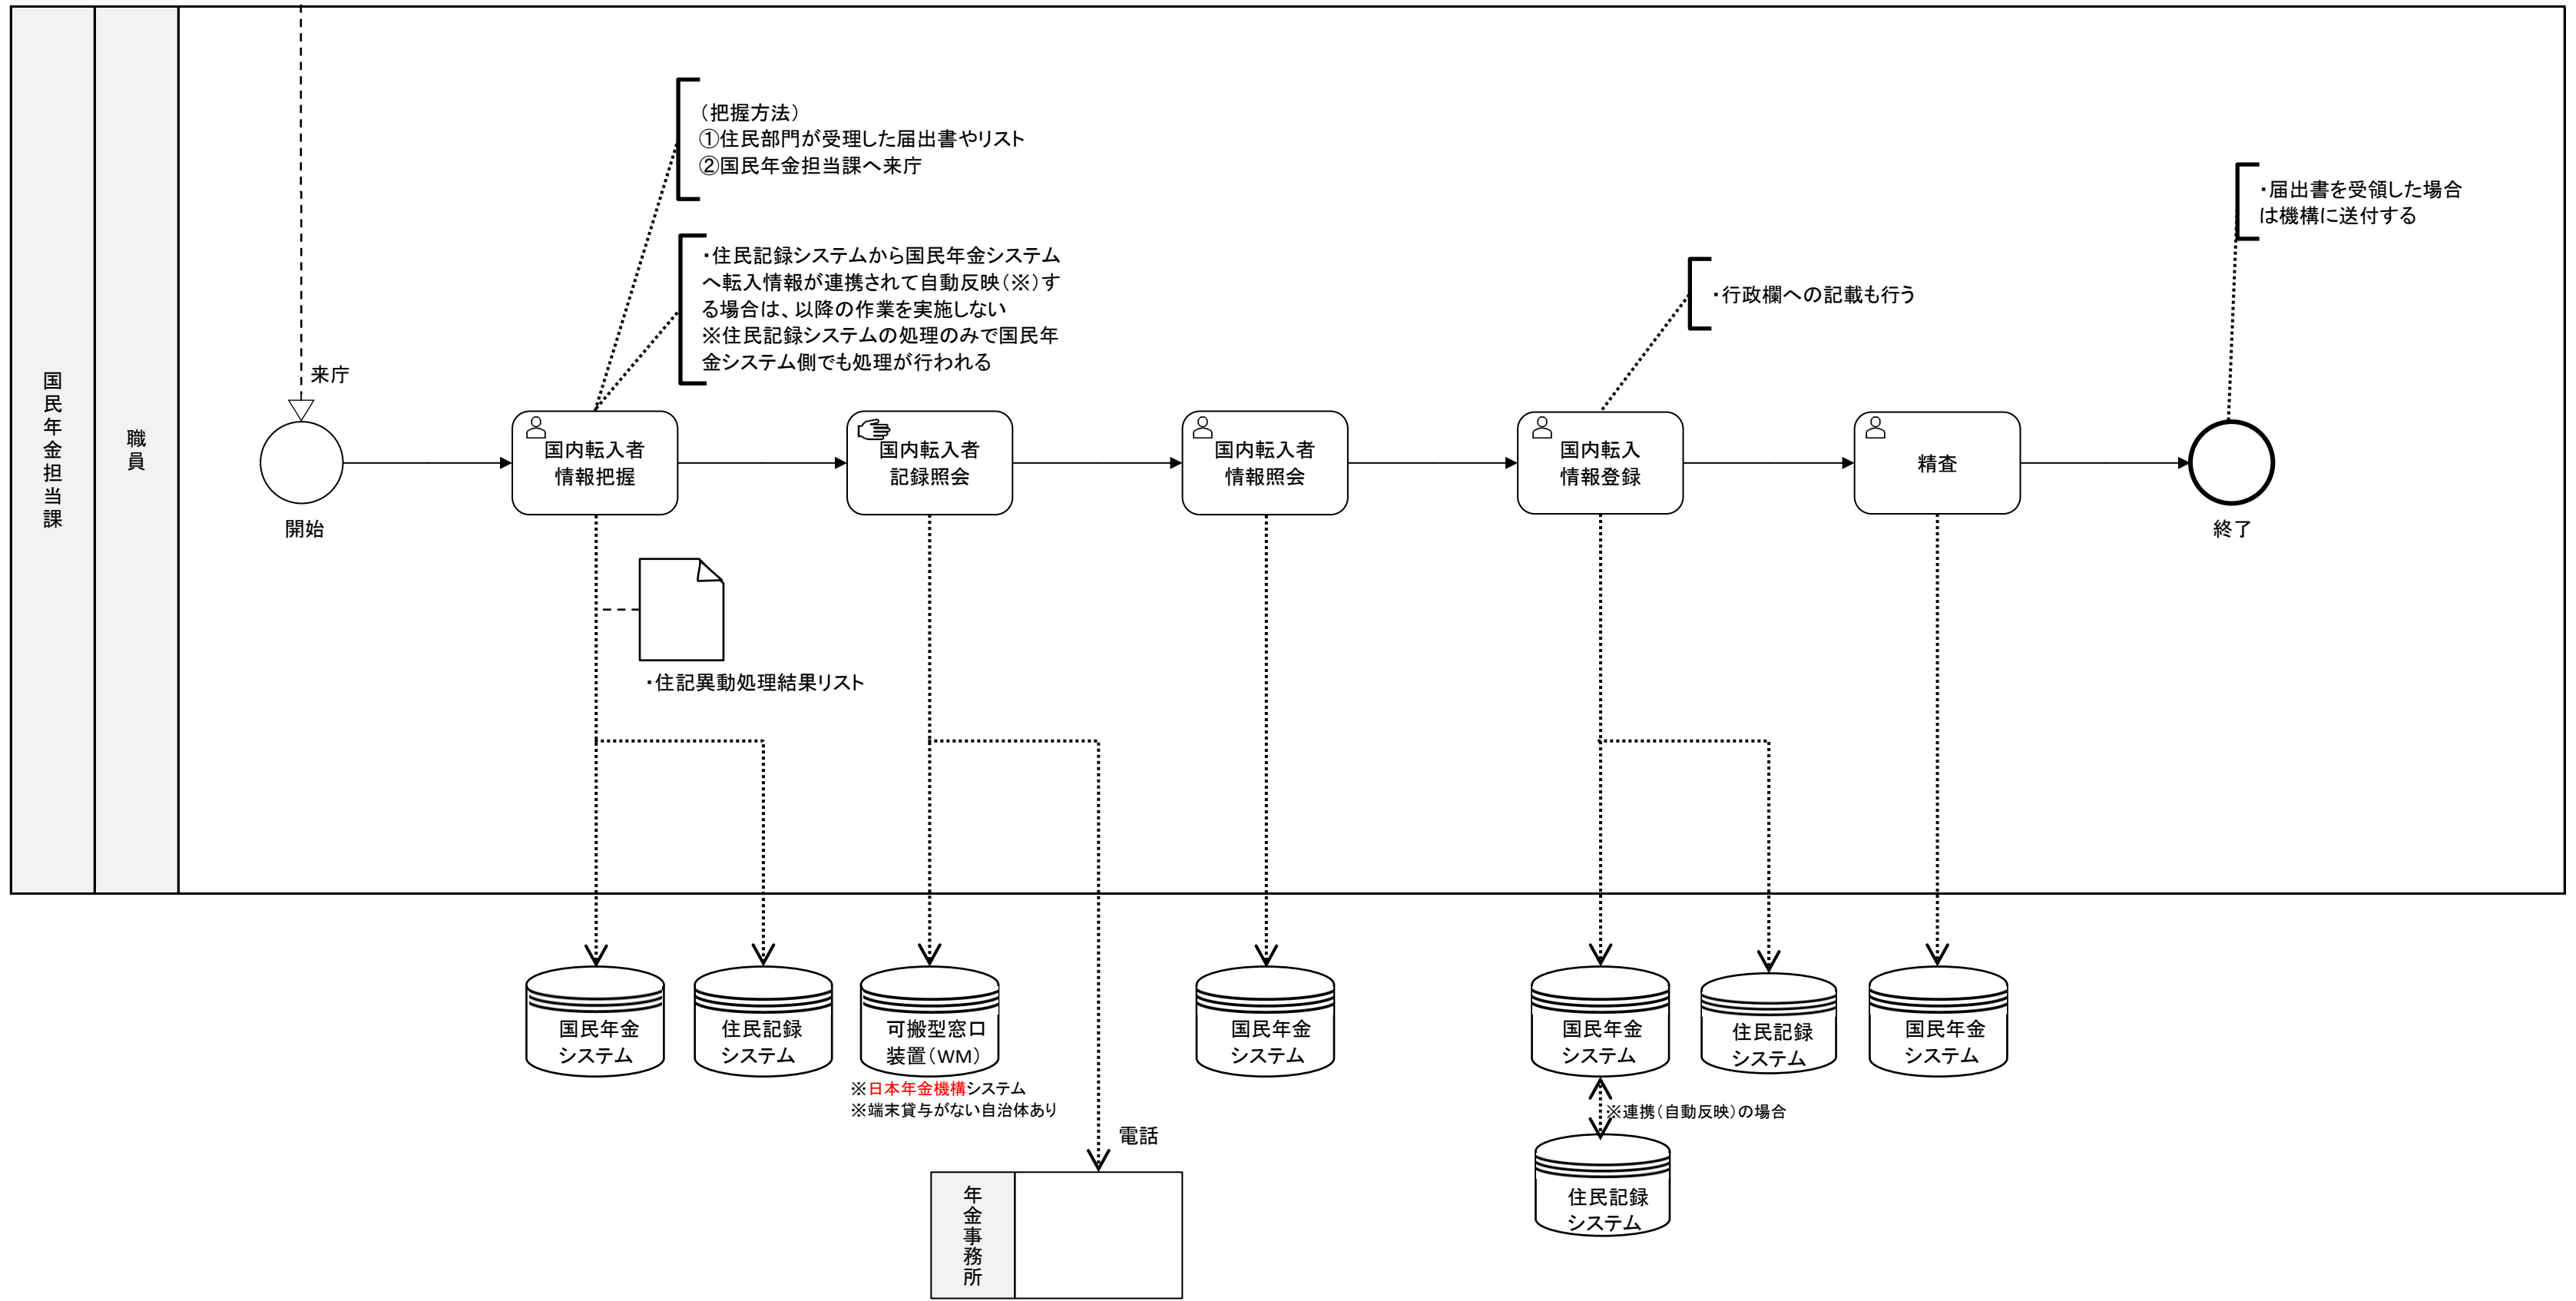 国民年金担当課
職員
来庁
開始
(把握方法)
①住民部門が受理した届出書やリスト
②国民年金担当課へ来庁
・住民記録システムから国民年金システム
へ転入情報が連携されて自動反映(※)す
る場合は、以降の作業を実施しない
※住民記録システムの処理のみで国民年
金システム側でも処理が行われる
国内転入者
情報把握
国内転入者
記録照会
国内転入者
情報照会
・行政欄への記載も行う
国内転入
情報登録
精査
・届出書を受領した場合
は機構に送付する
終了
・住記異動処理結果リスト
国民年金
システム
住民記録
システム
可搬型窓口
装置(WM)
※日本年金機構システム
※端末貸与がない自治体あり
電話
年金事務所
国民年金
システム
国民年金
システム
※連携(自動反映)の場合
住民記録
システム
住民記録
システム
国民年金
システム